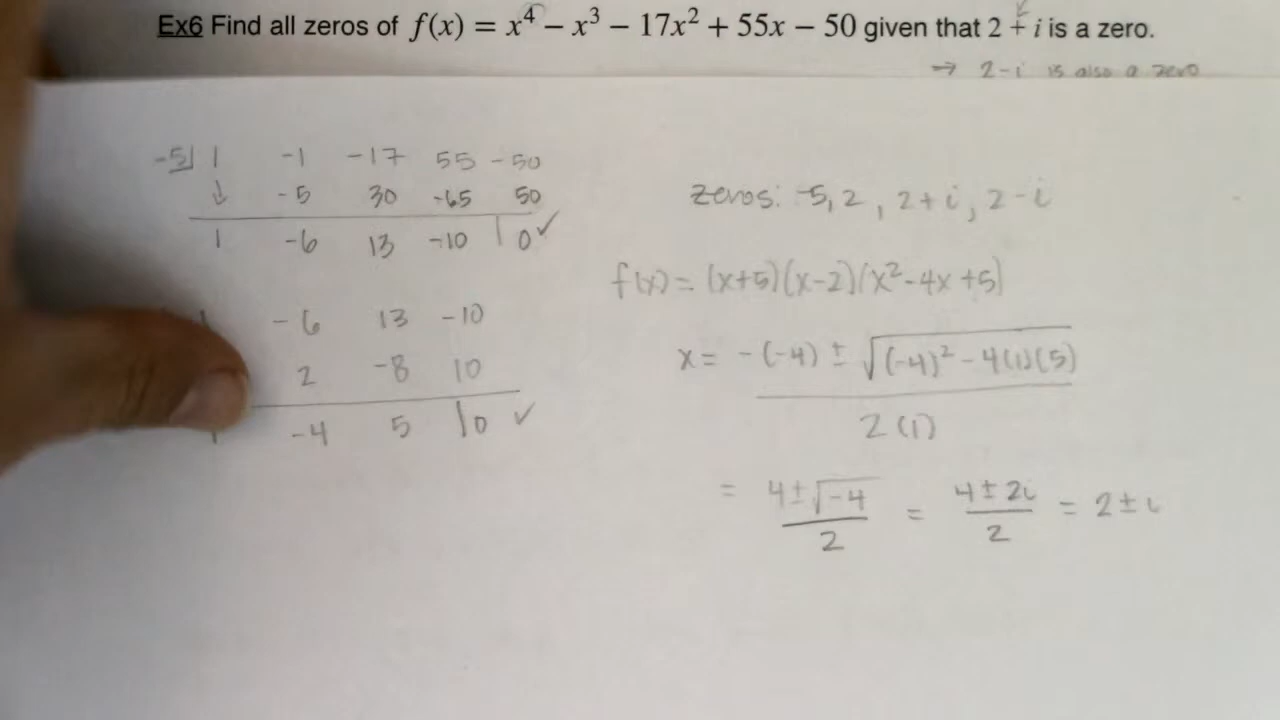 Ex6 Find all zeros of f(x) = x⁴ − x³ − 17x² + 55x − 50 given that 2 + i is a zero.
→ 2-i is also a zero
-5| 1 -1 -17 55 -50
↓ -5 30 -65 50
1 -6 13 -10 | 0 ✓
-6 13 -10
2 -8 10
-4 5 | 0 ✓
zeros: -5, 2, 2+i, 2-i
f(x) = (x+5)(x-2)(x²-4x+5)
x = -(-4) ± √(-4)² - 4(1)(5)
2(1)
= 4±√-4 / 2 = 4±2i / 2 = 2±i